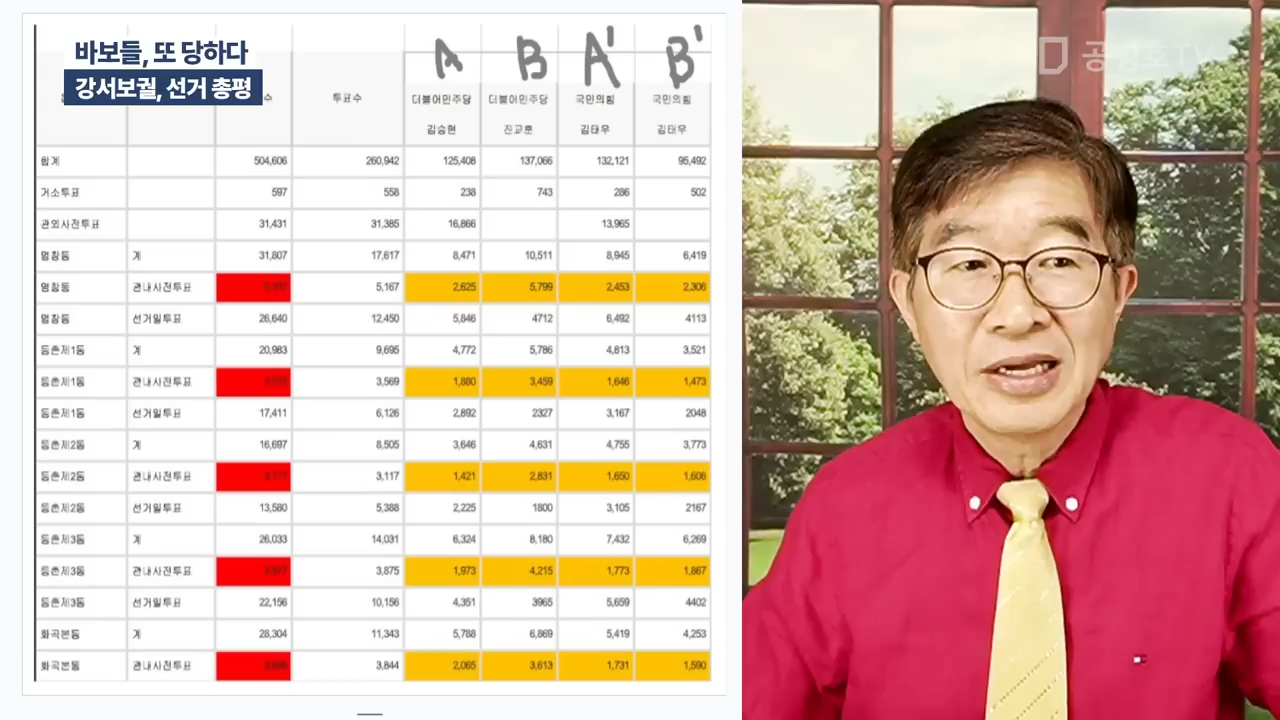 바보들, 또 당하다
강서보궐, 선거 총평
공병호TV
A B A' B'
수 투표수 더불어민주당 더불어민주당 국민의힘 국민의힘
김승현 진교훈 김태우 김태우
합계 504,606 260,942 125,408 137,066 132,121 95,492
거소투표 597 558 238 743 286 502
관외사전투표 31,431 31,385 16,866 13,965
염창동 계 31,807 17,617 8,471 10,511 8,945 6,419
염창동 관내사전투표 5,167 2,625 5,799 2,453 2,306
염창동 선거일투표 26,640 12,450 5,846 4712 6,492 4113
등촌제1동 계 20,983 9,695 4,772 5,786 4,813 3,521
등촌제1동 관내사전투표 3,569 1,880 3,459 1,646 1,473
등촌제1동 선거일투표 17,411 6,126 2,892 2327 3,167 2048
등촌제2동 계 16,697 8,505 3,646 4,631 4,755 3,773
등촌제2동 관내사전투표 3,117 1,421 2,831 1,650 1,606
등촌제2동 선거일투표 13,580 5,388 2,225 1800 3,105 2167
등촌제3동 계 26,033 14,031 6,324 8,180 7,432 6,269
등촌제3동 관내사전투표 3,875 1,973 4,215 1,773 1,867
등촌제3동 선거일투표 22,156 10,156 4,351 3965 5,659 4402
화곡본동 계 28,304 11,343 5,788 6,869 5,419 4,253
화곡본동 관내사전투표 3,844 2,065 3,613 1,731 1,590